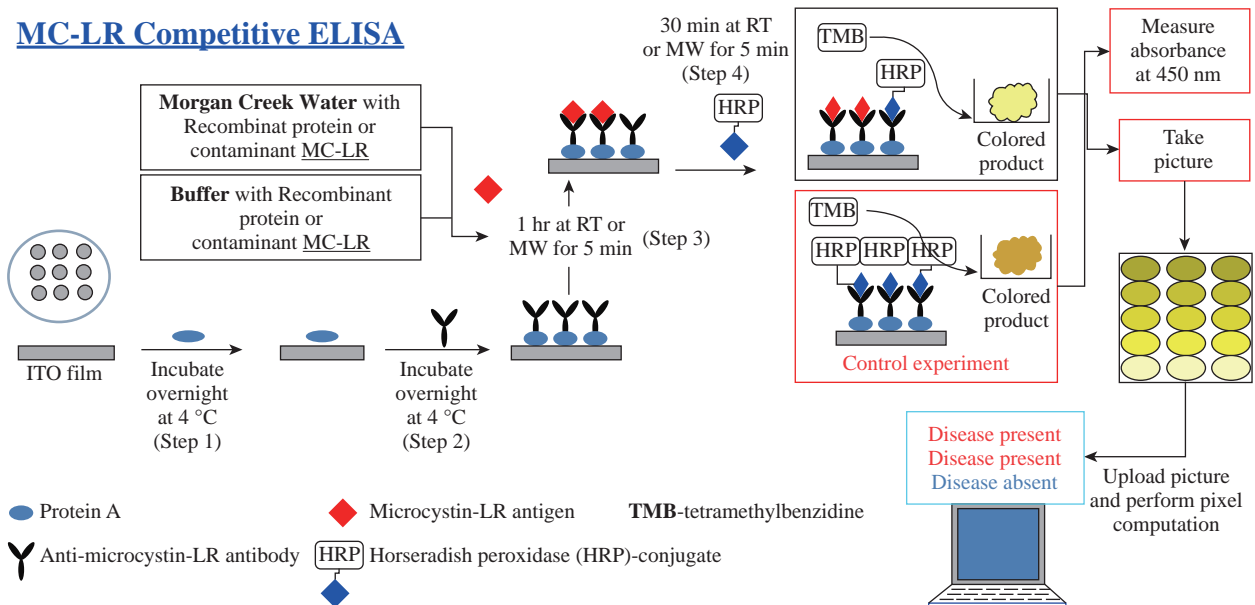 MC-LR Competitive ELISA
Morgan Creek Water with
Recombinat protein or
contaminant MC-LR
Buffer with Recombinant
protein or
contaminant MC-LR
ITO film
Incubate
overnight
at 4 °C
(Step 1)
Incubate
overnight
at 4 °C
(Step 2)
1 hr at RT or
MW for 5 min
(Step 3)
30 min at RT
or MW for 5 min
(Step 4)
HRP
TMB
HRP
Colored
product
TMB
HRP HRP HRP
Colored
product
Control experiment
Measure
absorbance
at 450 nm
Take
picture
Upload picture
and perform pixel
computation
Disease present
Disease present
Disease absent
Protein A
Microcystin-LR antigen
TMB-tetramethylbenzidine
Anti-microcystin-LR antibody
HRP
Horseradish peroxidase (HRP)-conjugate